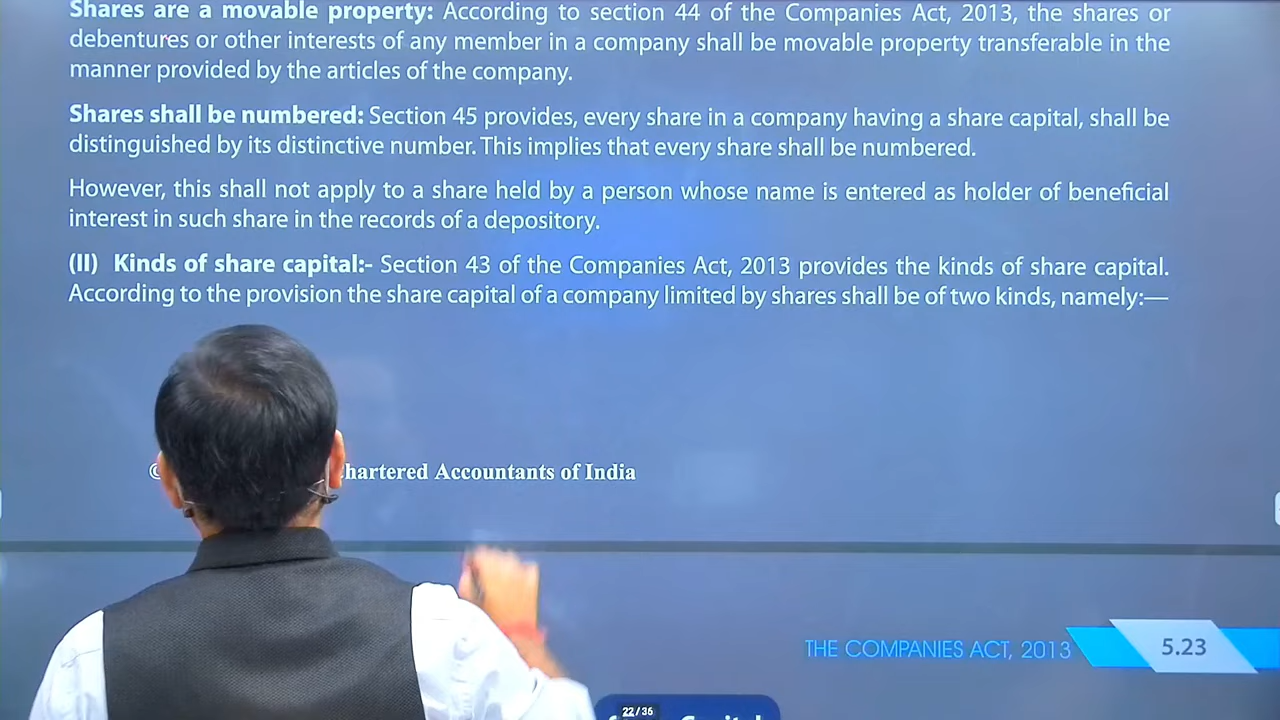 Shares are a movable property: According to section 44 of the Companies Act, 2013, the shares or
debentures or other interests of any member in a company shall be movable property transferable in the
manner provided by the articles of the company.
Shares shall be numbered: Section 45 provides, every share in a company having a share capital, shall be
distinguished by its distinctive number. This implies that every share shall be numbered.
However, this shall not apply to a share held by a person whose name is entered as holder of beneficial
interest in such share in the records of a depository.
(II) Kinds of share capital:- Section 43 of the Companies Act, 2013 provides the kinds of share capital.
According to the provision the share capital of a company limited by shares shall be of two kinds, namely:—
© hartered Accountants of India
THE COMPANIES ACT, 2013 5.23
22/36